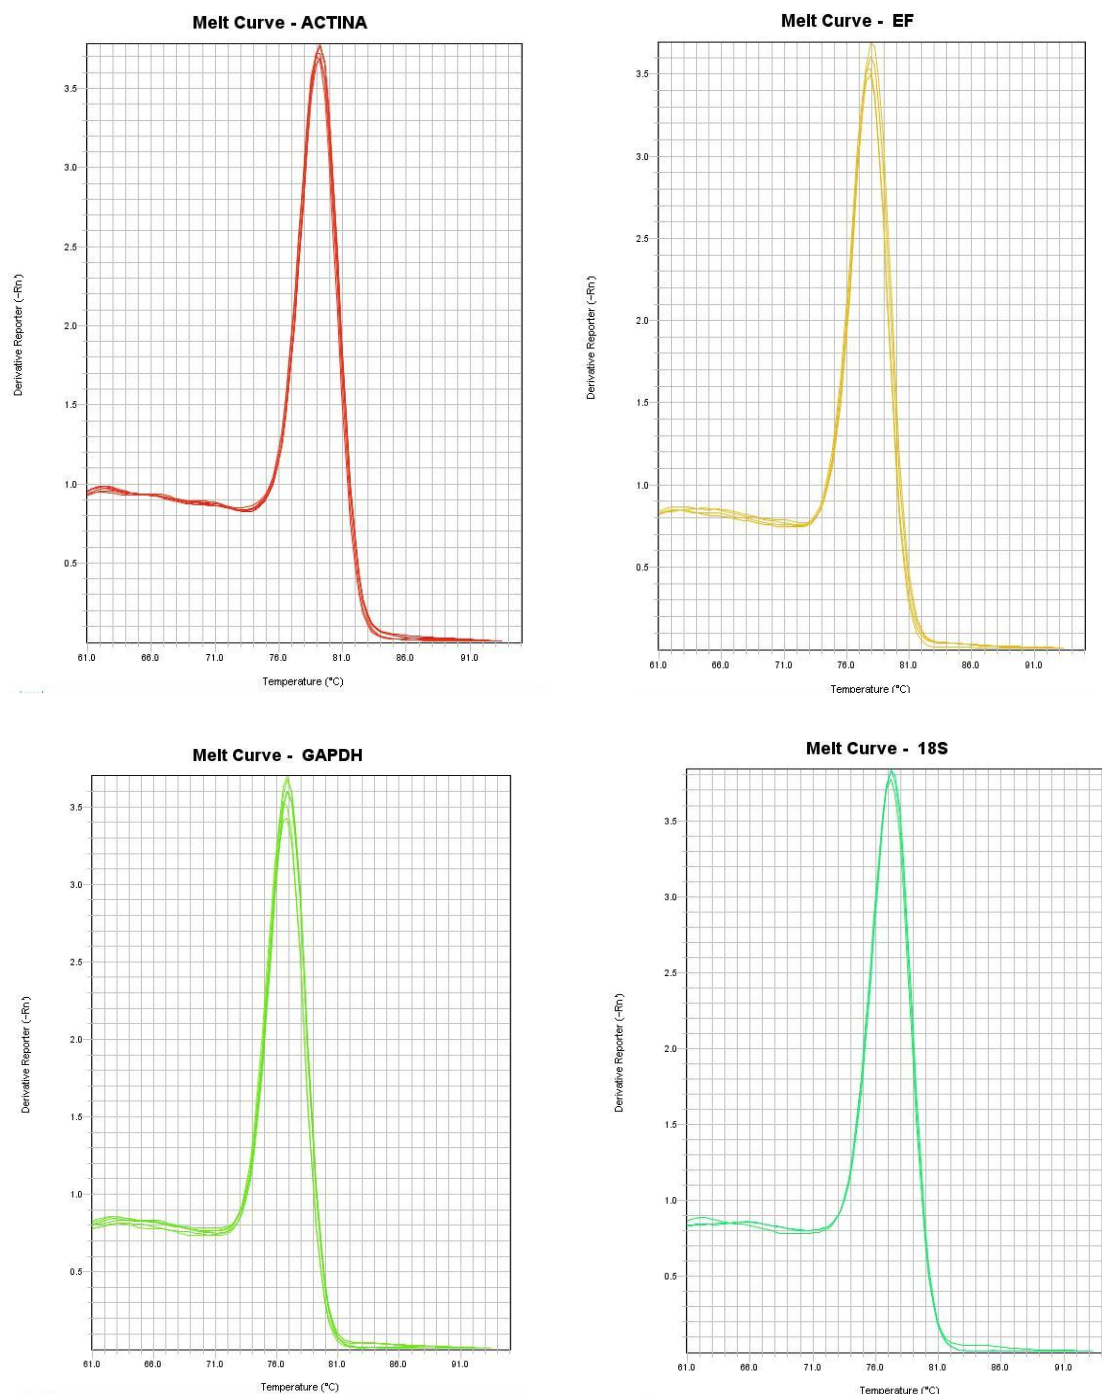 Melt Curve - ACTINA
Derivative Reporter (-Rn')
3.5
3.0
2.5
2.0
1.5
1.0
0.5
61.0 66.0 71.0 76.0 81.0 86.0 91.0
Temperature (°C)
Melt Curve - EF
Derivative Reporter (-Rn')
3.5
3.0
2.5
2.0
1.5
1.0
0.5
61.0 66.0 71.0 76.0 81.0 86.0 91.0
Temperature (°C)
Melt Curve - GAPDH
Derivative Reporter (-Rn')
3.5
3.0
2.5
2.0
1.5
1.0
0.5
61.0 66.0 71.0 76.0 81.0 86.0 91.0
Temperature (°C)
Melt Curve - 18S
Derivative Reporter (-Rn')
3.5
3.0
2.5
2.0
1.5
1.0
0.5
61.0 66.0 71.0 76.0 81.0 86.0 91.0
Temperature (°C)